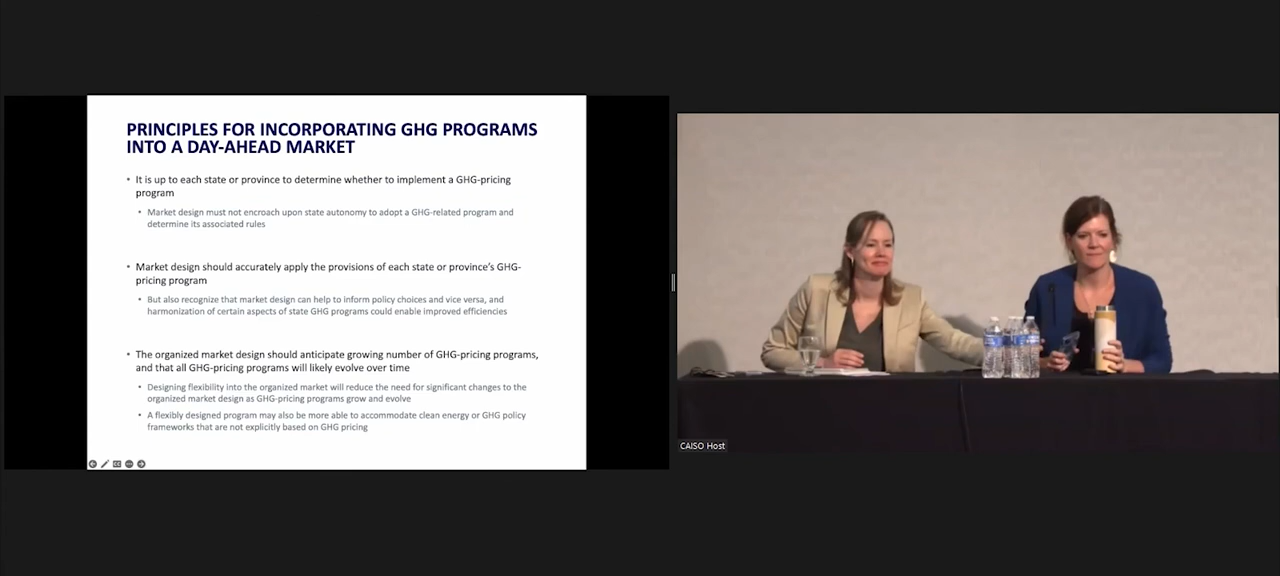 PRINCIPLES FOR INCORPORATING GHG PROGRAMS
INTO A DAY-AHEAD MARKET
• It is up to each state or province to determine whether to implement a GHG-pricing
program
• Market design must not encroach upon state autonomy to adopt a GHG-related program and
determine its associated rules
• Market design should accurately apply the provisions of each state or province's GHG-
pricing program
• But also recognize that market design can help to inform policy choices and vice versa, and
harmonization of certain aspects of state GHG programs could enable improved efficiencies
• The organized market design should anticipate growing number of GHG-pricing programs,
and that all GHG-pricing programs will likely evolve over time
• Designing flexibility into the organized market will reduce the need for significant changes to the
organized market design as GHG-pricing programs grow and evolve
• A flexibly designed program may also be more able to accommodate clean energy or GHG policy
frameworks that are not explicitly based on GHG pricing
CAISO Host